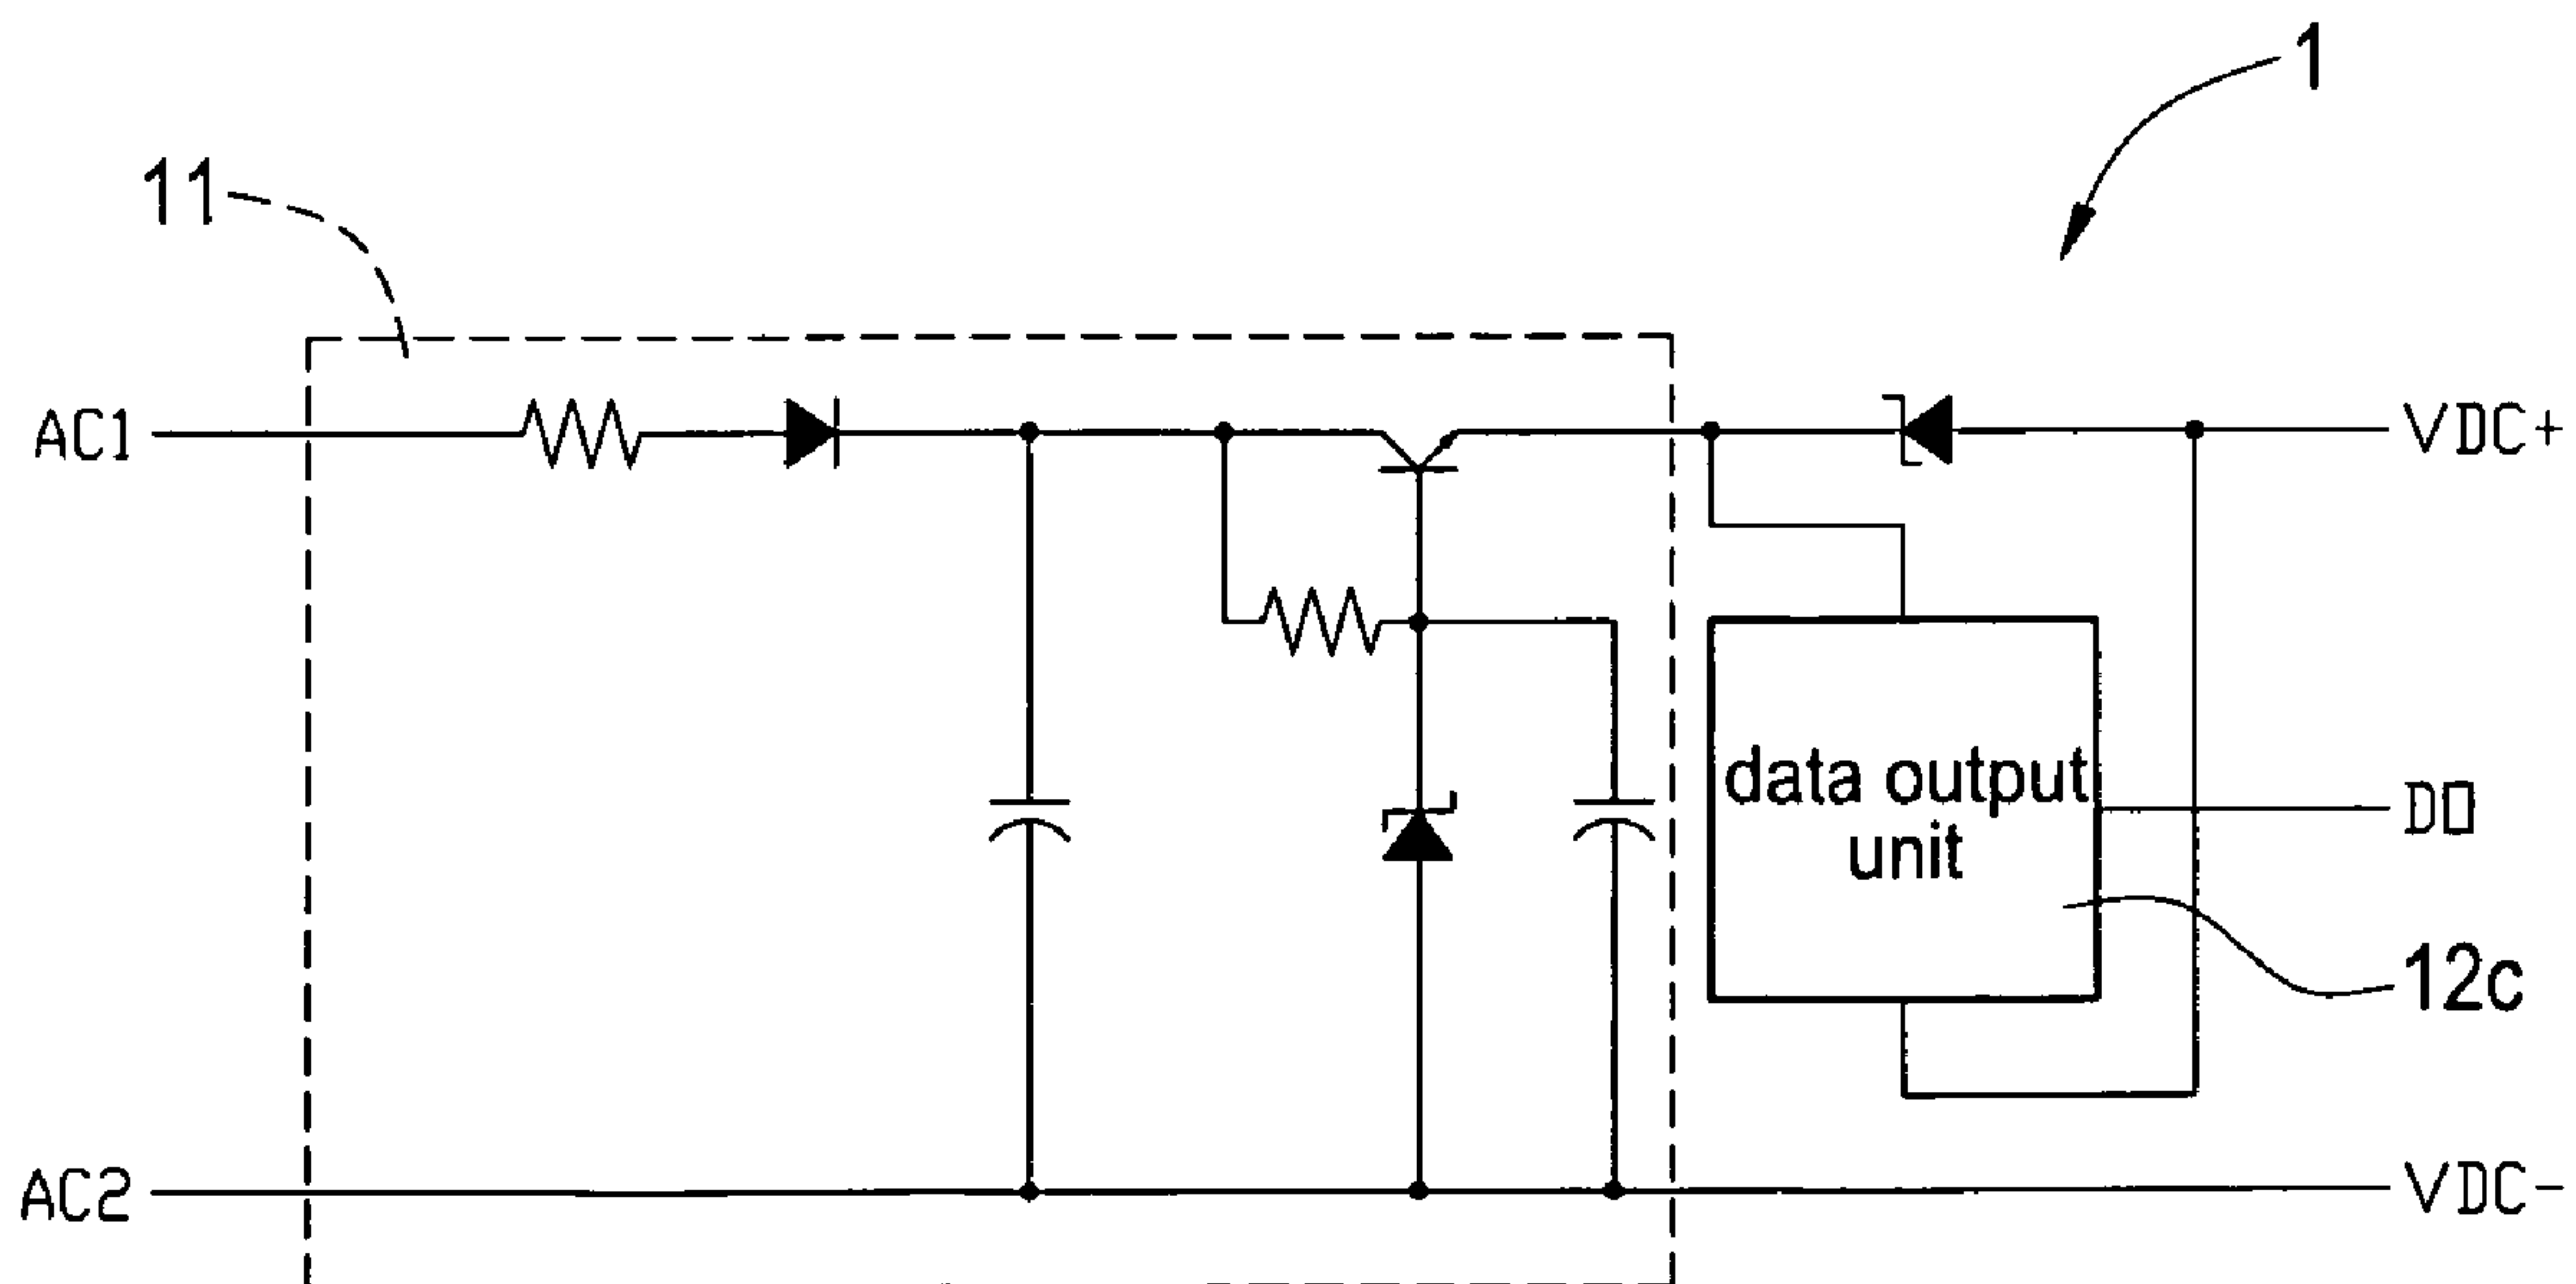 1
11
AC1
VDC+
data output
unit
DO
12c
AC2
VDC-